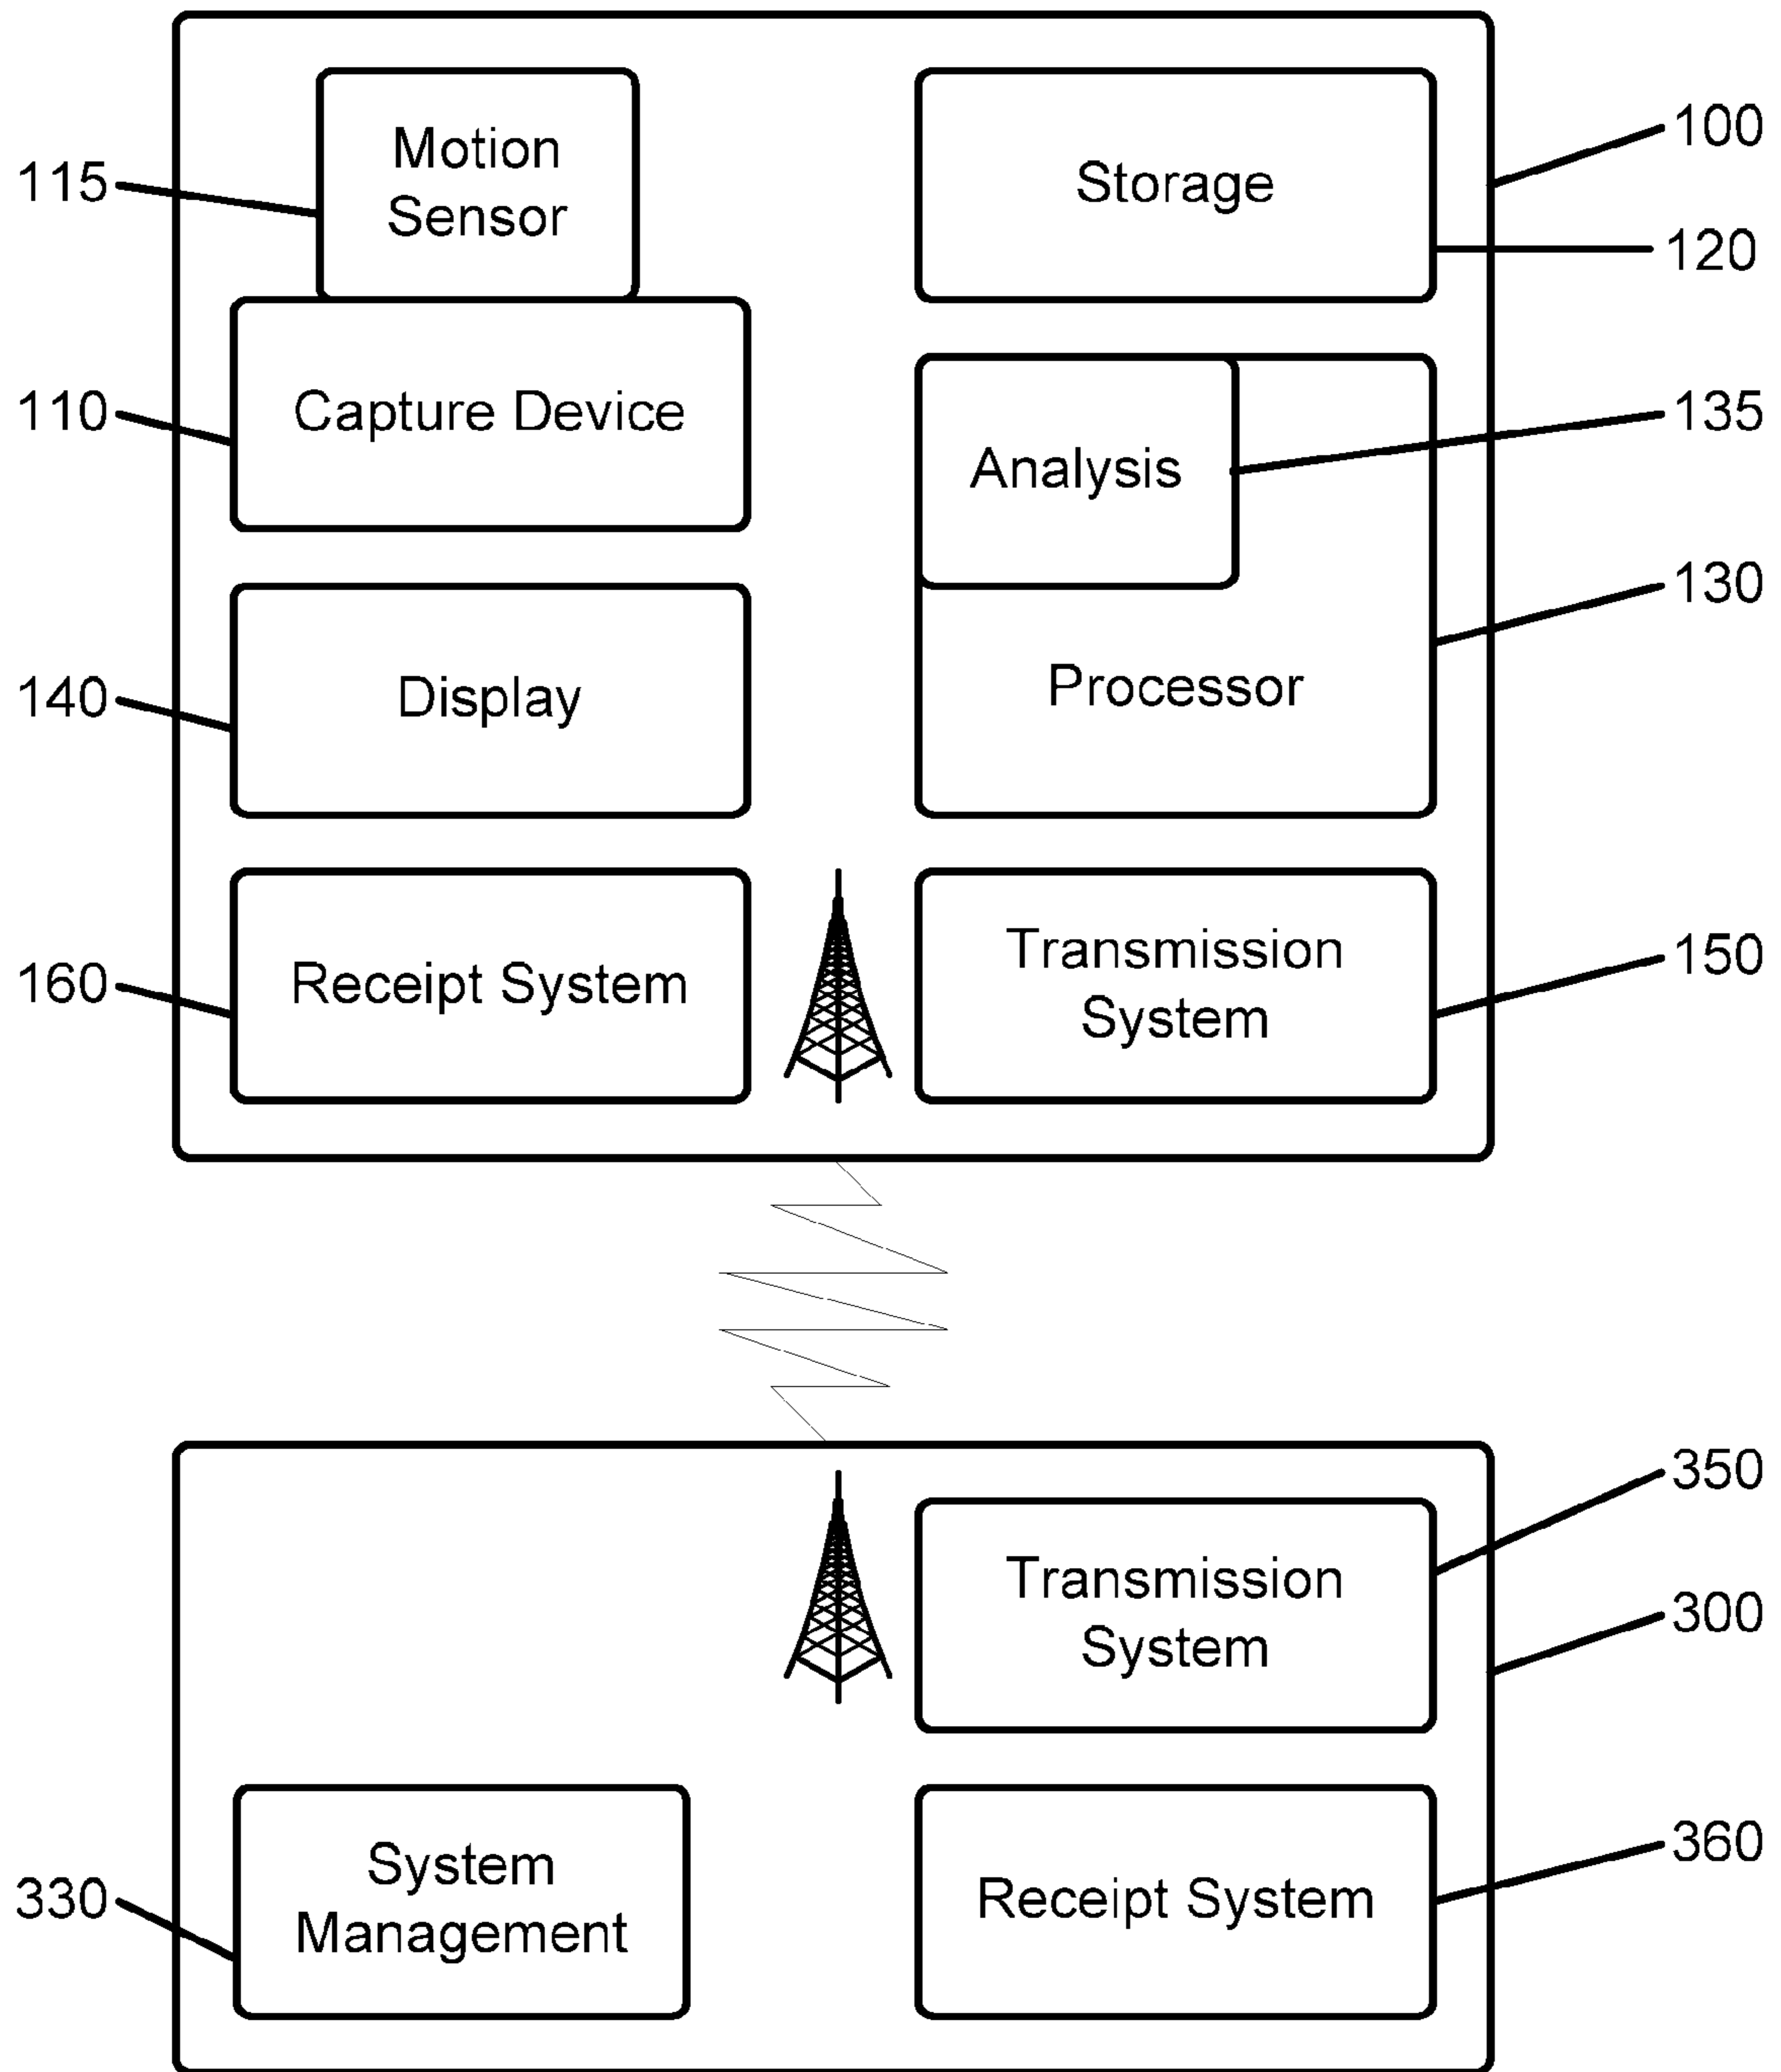 Motion
Sensor
Storage
100
115
120
Capture Device
110
135
Analysis
130
Display
Processor
140
Receipt System
Transmission
System
150
160
350
Transmission
System
300
System
Management
Receipt System
360
330